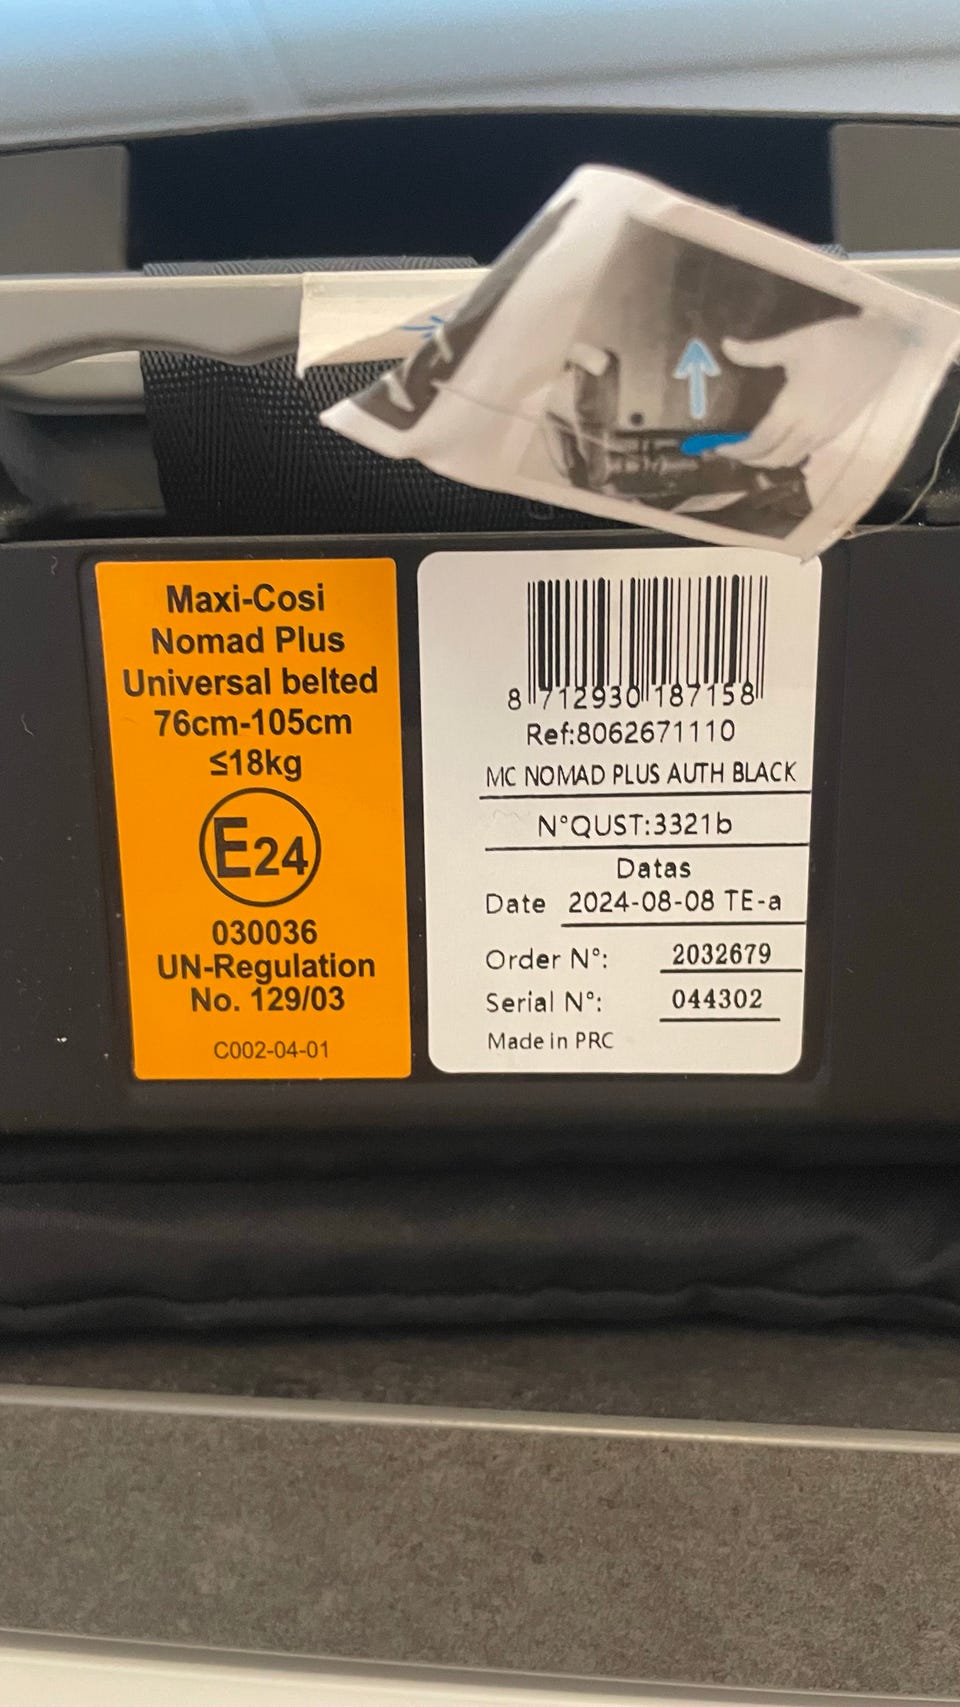 Maxi-Cosi
Nomad Plus
Universal belted
76cm-105cm
≤18kg
E24
030036
UN-Regulation
No. 129/03
C002-04-01
8 712930 187158
Ref:8062671110
MC NOMAD PLUS AUTH BLACK
N°QUST:3321b
Datas
Date 2024-08-08 TE-a
Order N°: 2032679
Serial N°: 044302
Made in PRC